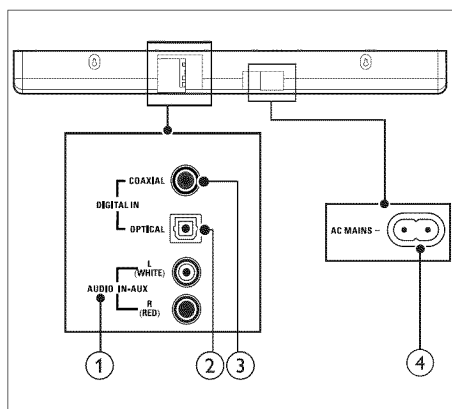 COAXIAL
DIGITAL IN
OPTICAL
L
(WHITE)
AUDIO IN-AUX
R
(RED)
AC MAINS ~
1
2
3
4